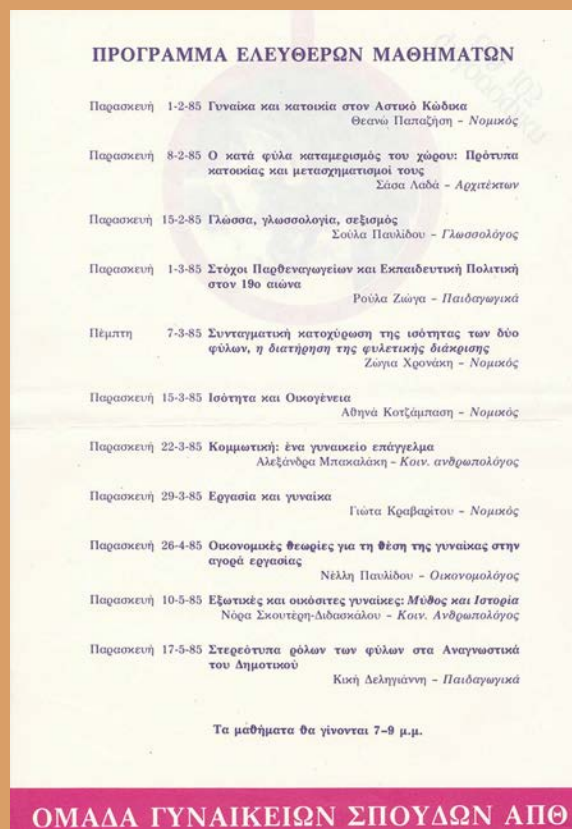 ΠΡΟΓΡΑΜΜΑ ΕΛΕΥΘΕΡΩΝ ΜΑΘΗΜΑΤΩΝ
Παρασκευή 1-2-85 Γυναίκα και κατοικία στον Αστικό Κώδικα
Θεανώ Παπαζήση – Νομικός
Παρασκευή 8-2-85 Ο κατά φύλα καταμερισμός του χώρου: Πρότυπα
κατοικίας και μετασχηματισμοί τους
Σάσα Λαδά – Αρχιτέκτων
Παρασκευή 15-2-85 Γλώσσα, γλωσσολογία, σεξισμός
Σούλα Παυλίδου – Γλωσσολόγος
Παρασκευή 1-3-85 Στόχοι Παρθεναγωγείων και Εκπαιδευτική Πολιτική
στον 19ο αιώνα
Ρούλα Ζιώγα – Παιδαγωγικά
Πέμπτη 7-3-85 Συνταγματική κατοχύρωση της ισότητας των δύο
φύλων, η διατήρηση της φυλετικής διάκρισης
Ζώγια Χρονάκη – Νομικός
Παρασκευή 15-3-85 Ισότητα και Οικογένεια
Αθηνά Κοτζάμπαση – Νομικός
Παρασκευή 22-3-85 Κομμωτική: ένα γυναικείο επάγγελμα
Αλεξάνδρα Μπακαλάκη – Κοιν. ανθρωπολόγος
Παρασκευή 29-3-85 Εργασία και γυναίκα
Γιώτα Κραβαρίτου – Νομικός
Παρασκευή 26-4-85 Οικονομικές θεωρίες για τη θέση της γυναίκας στην
αγορά εργασίας
Νέλλη Παυλίδου – Οικονομολόγος
Παρασκευή 10-5-85 Εξωτικές και οικόσιτες γυναίκες: Μύθος και Ιστορία
Νόρα Σκουτέρη-Διδασκάλου – Κοιν. Ανθρωπολόγος
Παρασκευή 17-5-85 Στερεότυπα ρόλων των φύλων στα Αναγνωστικά
του Δημοτικού
Κική Δεληγιάννη – Παιδαγωγικά
Τα μαθήματα θα γίνονται 7–9 μ.μ.
ΟΜΑΔΑ ΓΥΝΑΙΚΕΙΩΝ ΣΠΟΥΔΩΝ ΑΠΘ